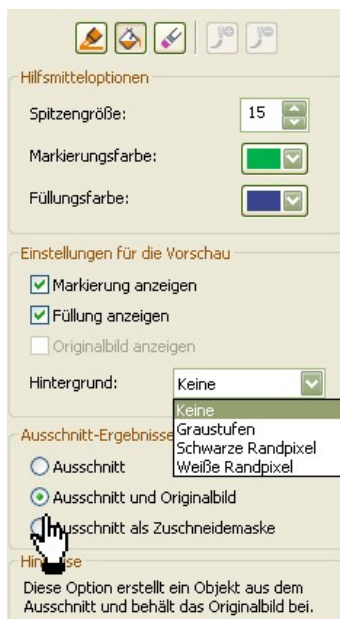 Hilfsmitteloptionen
Spitzengröße: 15
Markierungsfarbe:
Füllungsfarbe:
Einstellungen für die Vorschau
Markierung anzeigen
Füllung anzeigen
Originalbild anzeigen
Hintergrund: Keine
Keine
Graustufen
Schwarze Randpixel
Weiße Randpixel
Ausschnitt-Ergebnisse
Ausschnitt
Ausschnitt und Originalbild
Ausschnitt als Zuschneidemaske
Hinweise
Diese Option erstellt ein Objekt aus dem
Ausschnitt und behält das Originalbild bei.